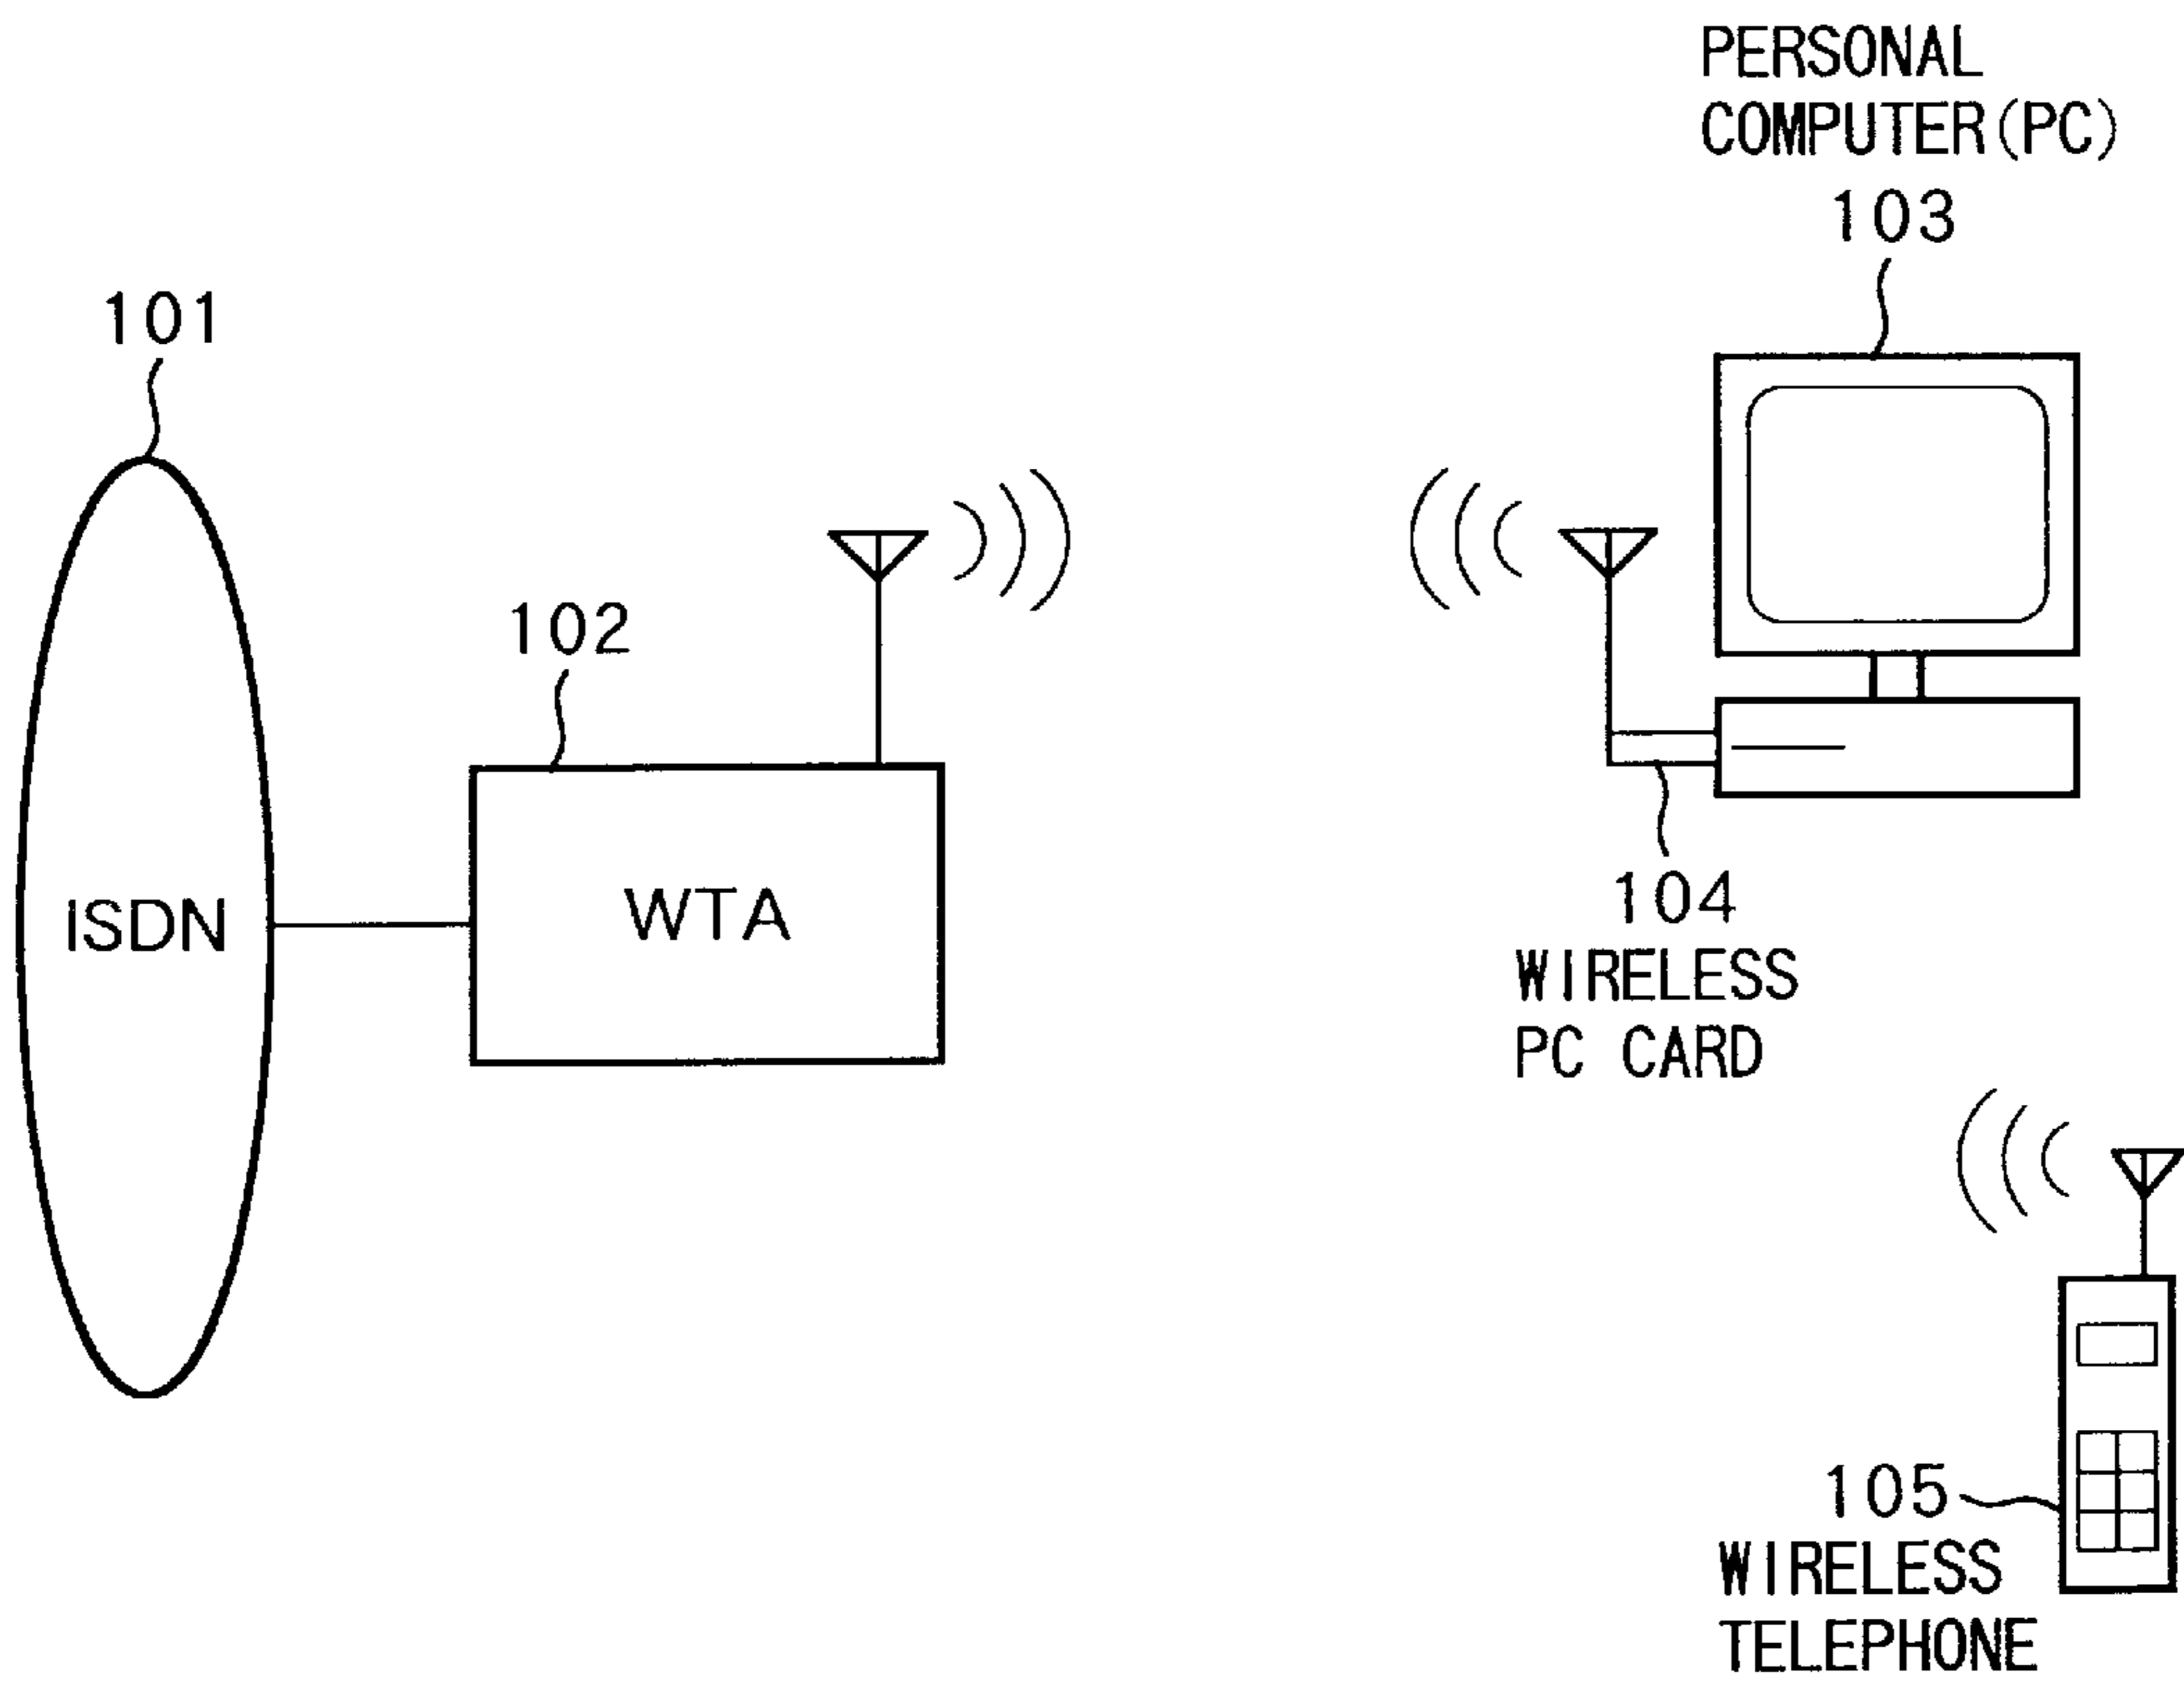 PERSONAL
COMPUTER(PC)
103
101
102
ISDN
WTA
104
WIRELESS
PC CARD
105
WIRELESS
TELEPHONE